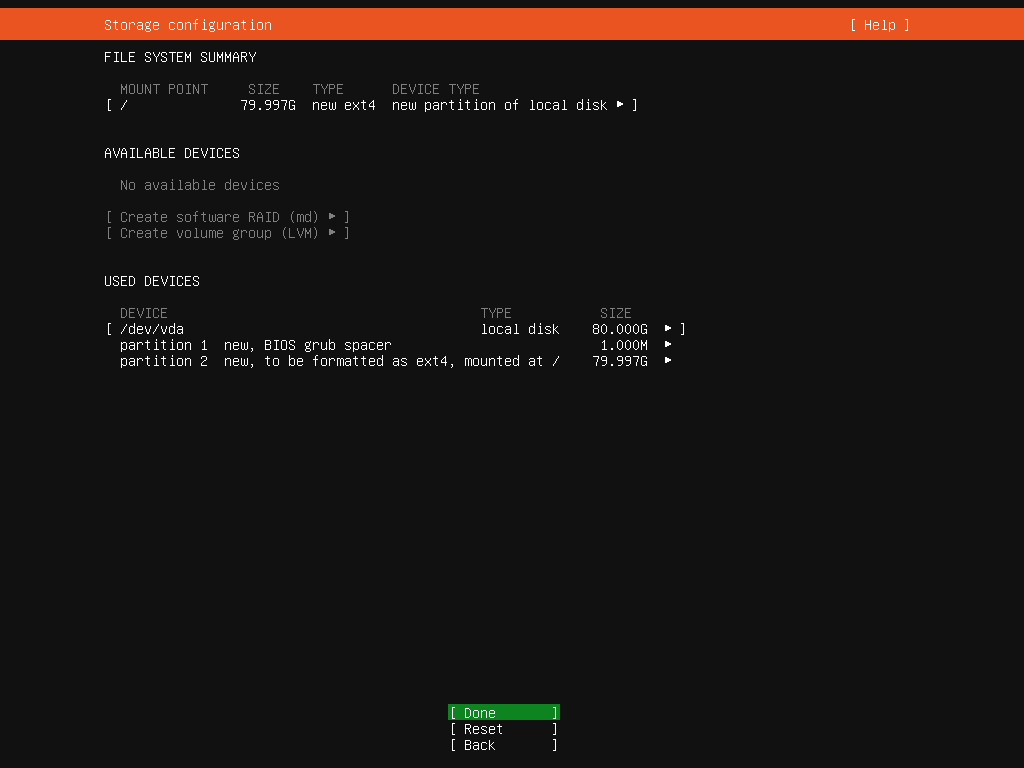 Storage configuration [ Help ]
FILE SYSTEM SUMMARY
MOUNT POINT SIZE TYPE DEVICE TYPE
[ / 79.997G new ext4 new partition of local disk ▸ ]
AVAILABLE DEVICES
No available devices
[ Create software RAID (md) ▸ ]
[ Create volume group (LVM) ▸ ]
USED DEVICES
DEVICE TYPE SIZE
[ /dev/vda local disk 80.000G ▸ ]
partition 1 new, BIOS grub spacer 1.000M ▸
partition 2 new, to be formatted as ext4, mounted at / 79.997G ▸
[ Done ]
[ Reset ]
[ Back ]